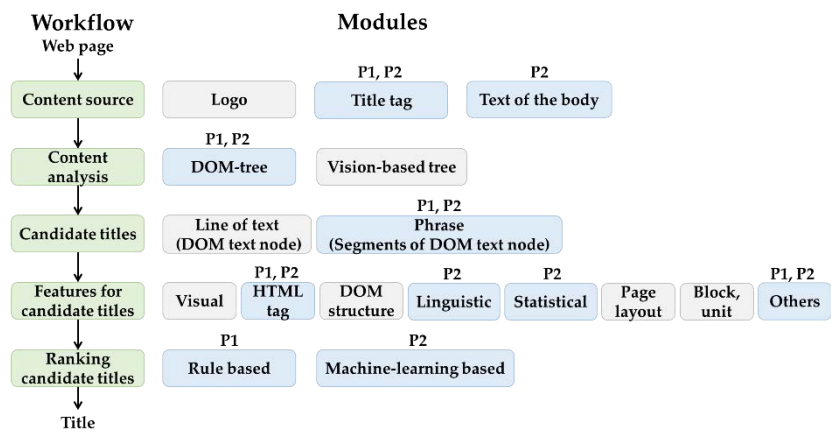 Workflow
Modules
Web page
P1, P2
P2
Content source
Logo
Title tag
Text of the body
P1, P2
Content
analysis
DOM-tree
Vision-based tree
P1, P2
Candidate titles
Line of text
(DOM text node)
Phrase
(Segments of DOM text node)
P1, P2
P2
P2
P1, P2
Features for
candidate titles
Visual
HTML
tag
DOM
structure
Linguistic
Statistical
Page
layout
Block,
unit
Others
P1
P2
Ranking
candidate titles
Rule based
Machine-learning based
Title